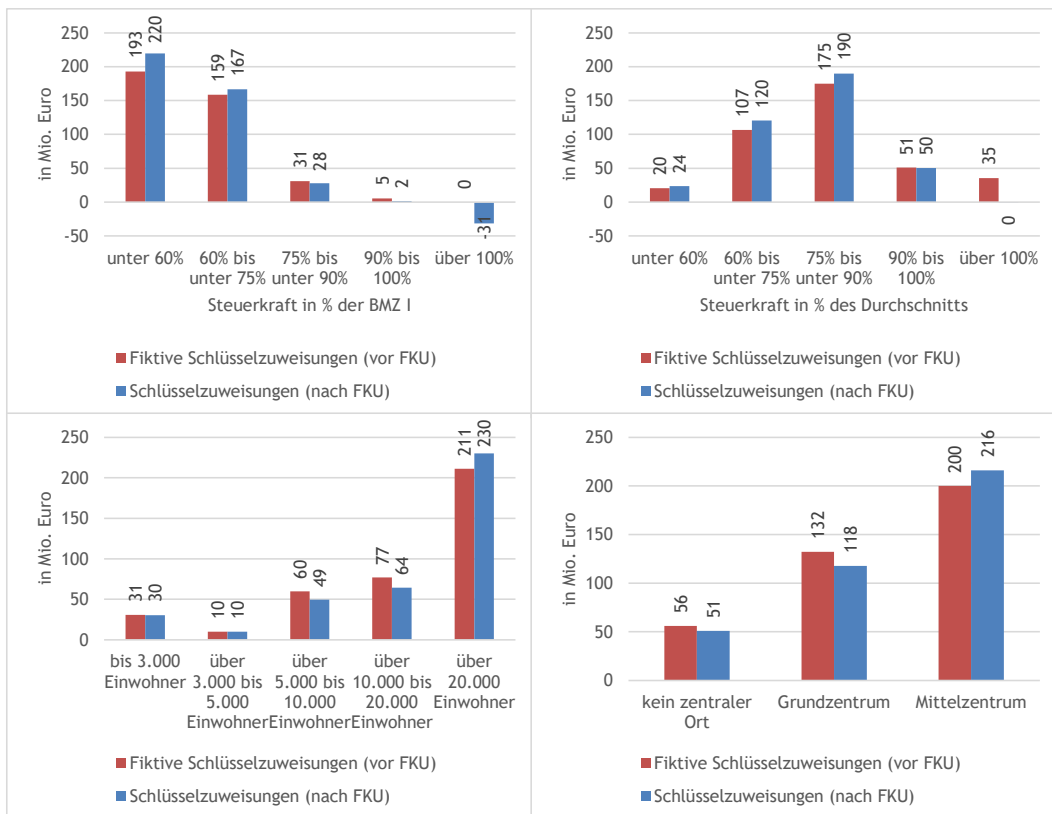 in Mio. Euro
250
200
150
100
50
0
-50
193
220
159
167
31
28
5
2
0
-31
unter 60%
60% bis
unter 75%
75% bis
unter 90%
90% bis
100%
über 100%
Steuerkraft in % der BMZ I
Fiktive Schlüsselzuweisungen (vor FKU)
Schlüsselzuweisungen (nach FKU)
in Mio. Euro
250
200
150
100
50
0
-50
20
24
107
120
175
190
51
50
35
0
unter 60%
60% bis
unter 75%
75% bis
unter 90%
90% bis
100%
über 100%
Steuerkraft in % des Durchschnitts
Fiktive Schlüsselzuweisungen (vor FKU)
Schlüsselzuweisungen (nach FKU)
in Mio. Euro
250
200
150
100
50
0
31
30
10
10
60
49
77
64
211
230
bis 3.000
Einwohner
über
3.000 bis
5.000
Einwohner
über
5.000 bis
10.000
Einwohner
über
10.000 bis
20.000
Einwohner
über
20.000
Einwohner
Fiktive Schlüsselzuweisungen (vor FKU)
Schlüsselzuweisungen (nach FKU)
in Mio. Euro
250
200
150
100
50
0
56
51
132
118
200
216
kein zentraler
Ort
Grundzentrum
Mittelzentrum
Fiktive Schlüsselzuweisungen (vor FKU)
Schlüsselzuweisungen (nach FKU)